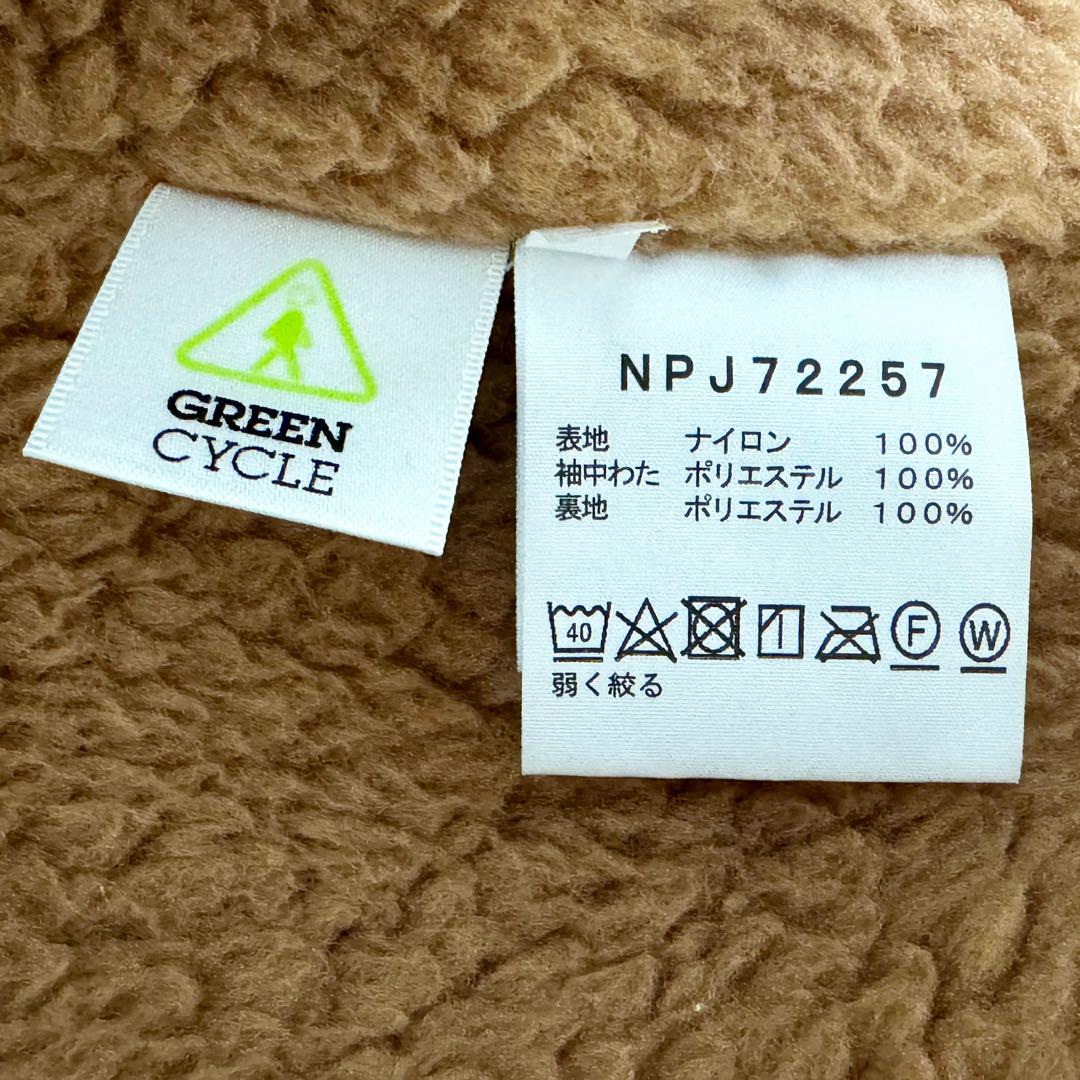 GREEN
CYCLE
NPJ72257
表地 ナイロン 100%
袖中わた ポリエステル 100%
裏地 ポリエステル 100%
40 F W
弱く絞る